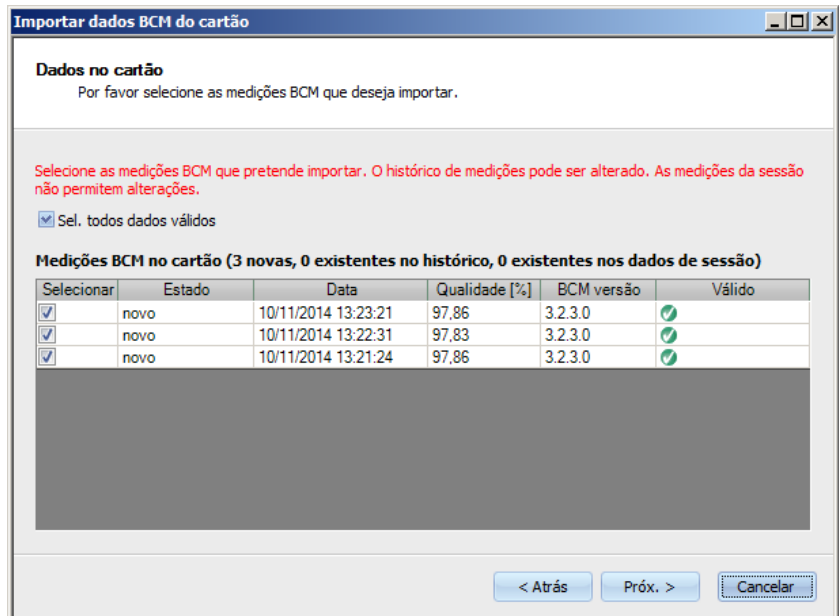 Importar dados BCM do cartão
Dados no cartão
Por favor selecione as medições BCM que deseja importar.
Selecione as medições BCM que pretende importar. O histórico de medições pode ser alterado. As medições da sessão
não permitem alterações.
Sel. todos dados válidos
Medições BCM no cartão (3 novas, 0 existentes no histórico, 0 existentes nos dados de sessão)
Selecionar Estado Data Qualidade [%] BCM versão Válido
novo 10/11/2014 13:23:21 97,86 3.2.3.0
novo 10/11/2014 13:22:31 97,83 3.2.3.0
novo 10/11/2014 13:21:24 97,86 3.2.3.0
< Atrás Próx. > Cancelar